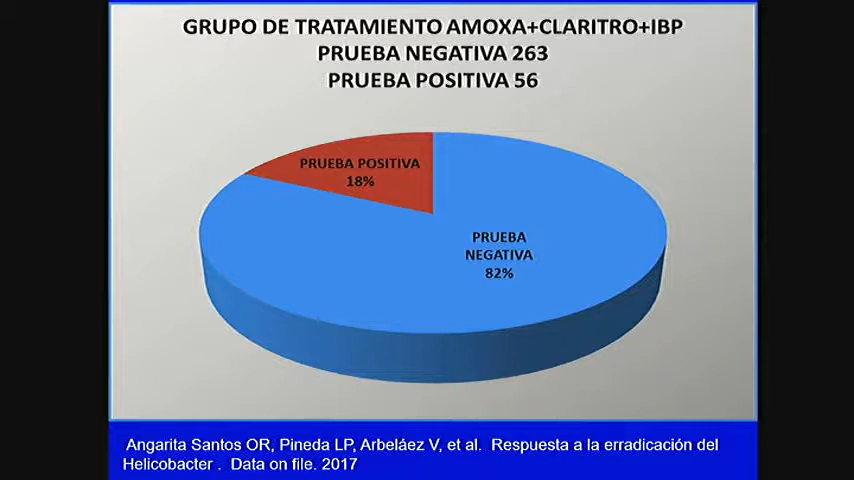 GRUPO DE TRATAMIENTO AMOXA+CLARITRO+IBP
PRUEBA NEGATIVA 263
PRUEBA POSITIVA 56
PRUEBA POSITIVA
18%
PRUEBA
NEGATIVA
82%
Angarita Santos OR, Pineda LP, Arbeláez V, et al. Respuesta a la erradicación del
Helicobacter . Data on file. 2017